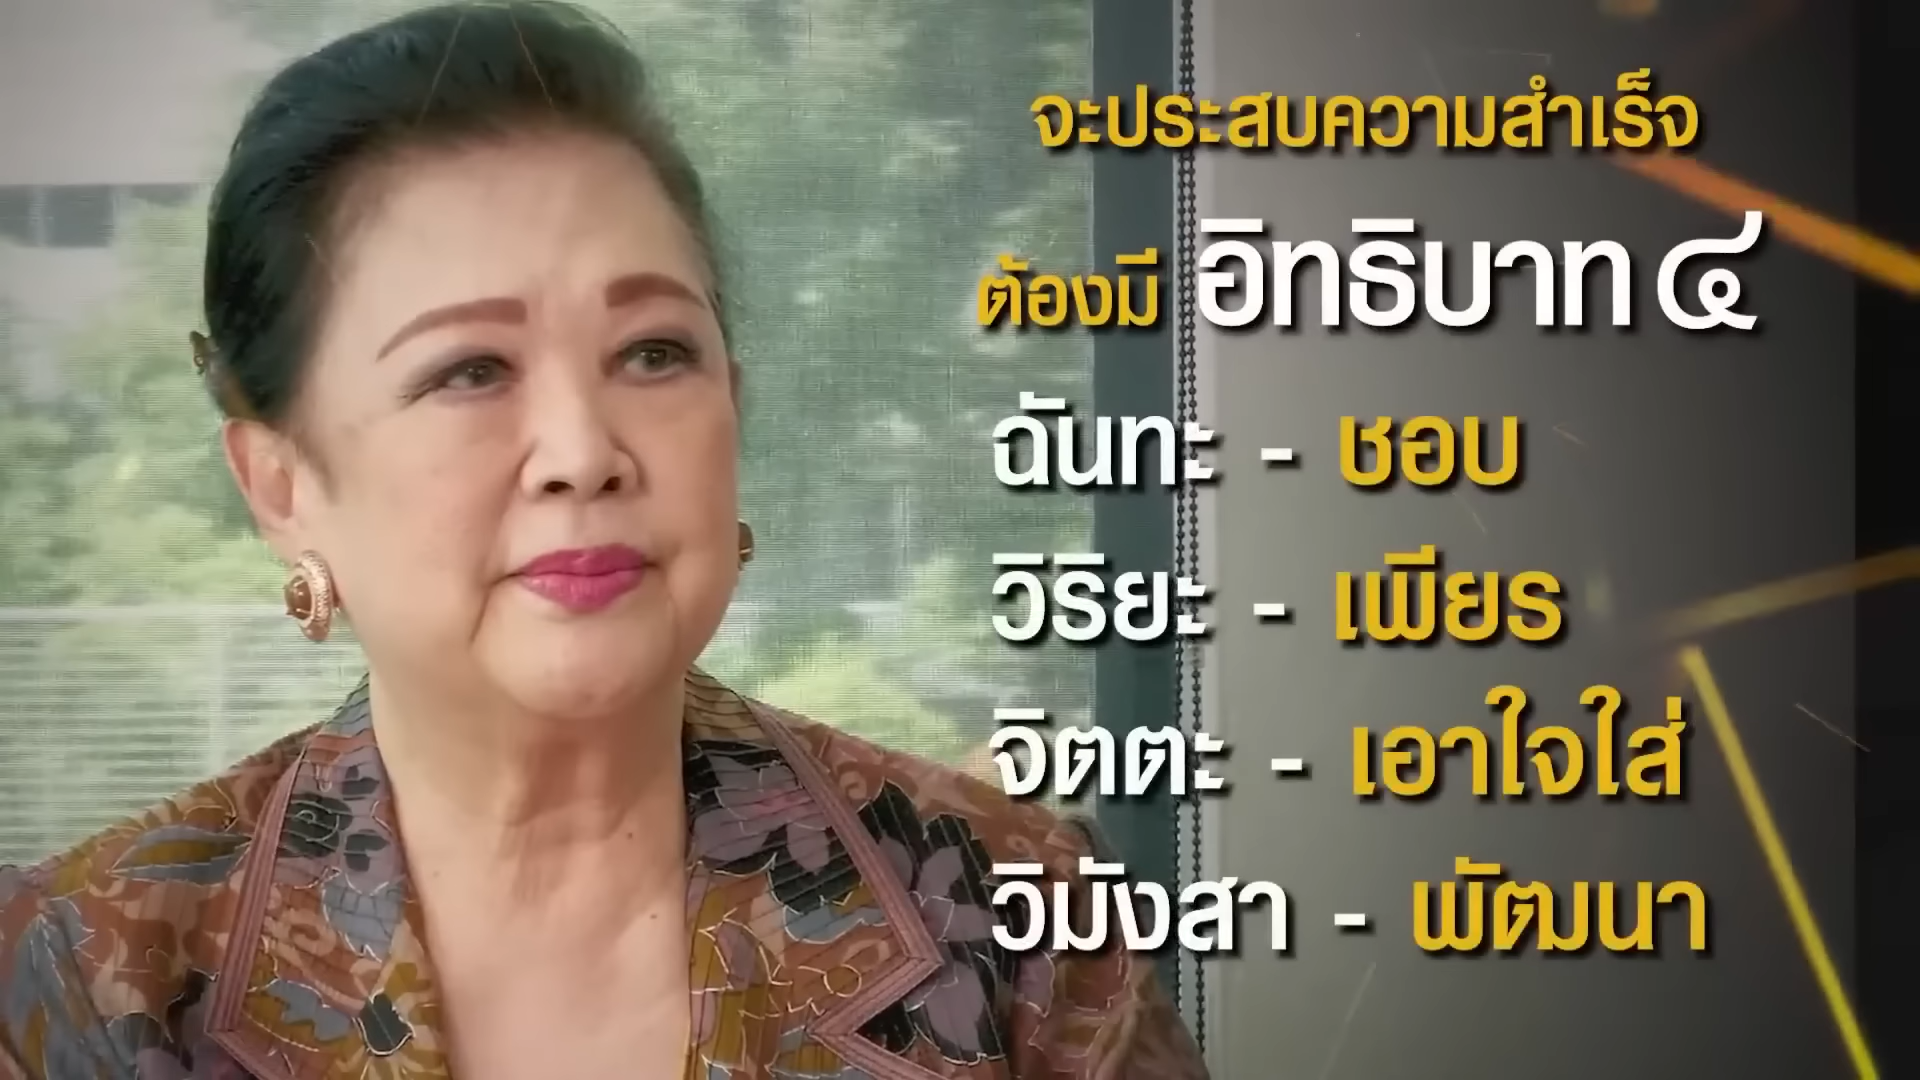 จะประสบความสำเร็จ
ต้องมี อิทธิบาท ๔
ฉันทะ - ชอบ
วิริยะ - เพียร
จิตตะ - เอาใจใส่
วิมังสา - พัฒนา